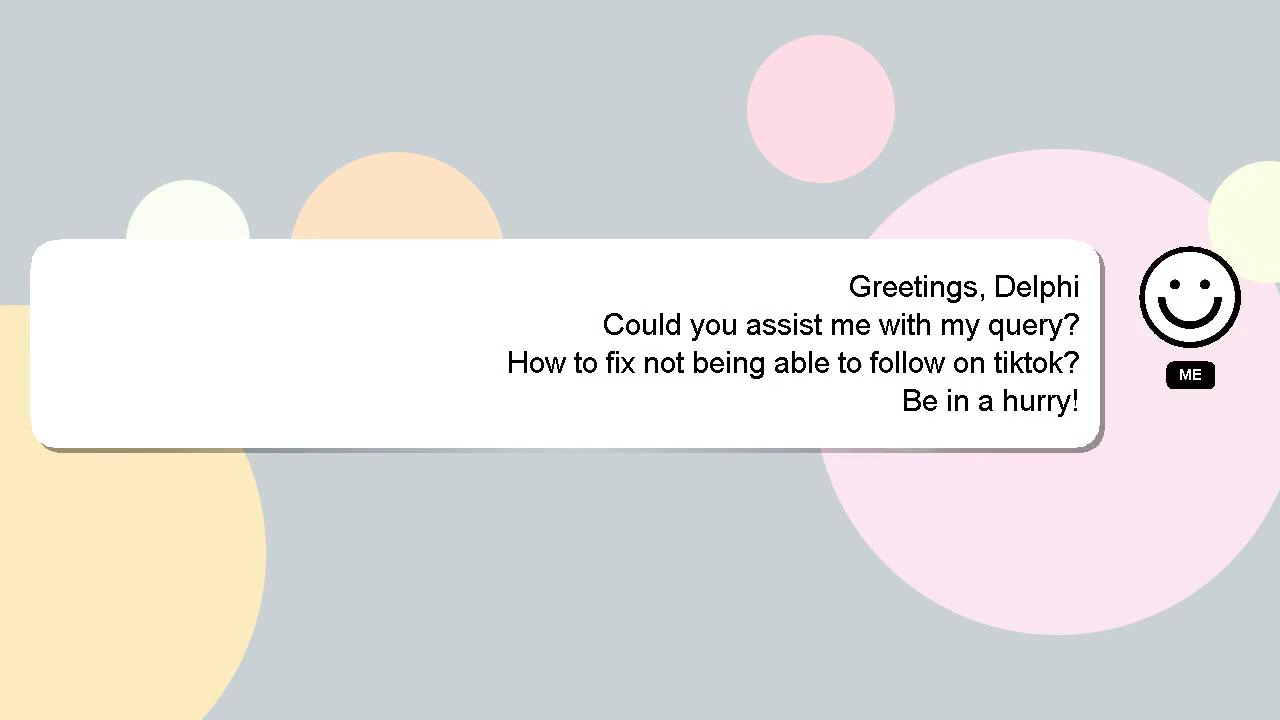 Greetings, Delphi
Could you assist me with my query?
How to fix not being able to follow on tiktok?
Be in a hurry!
ME